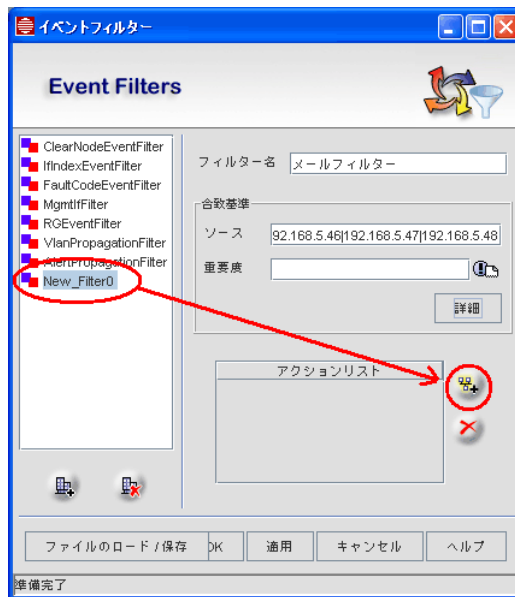 イベントフィルター
Event Filters
ClearNodeEventFilter
IfIndexEventFilter
FaultCodeEventFilter
MgmtIfFilter
RGEventFilter
VlanPropagationFilter
AlertPropagationFilter
New_Filter0
フィルター名 メールフィルター
合致基準
ソース 92.168.5.46|192.168.5.47|192.168.5.48
重要度
詳細
アクションリスト
ファイルのロード / 保存 OK 適用 キャンセル ヘルプ
準備完了